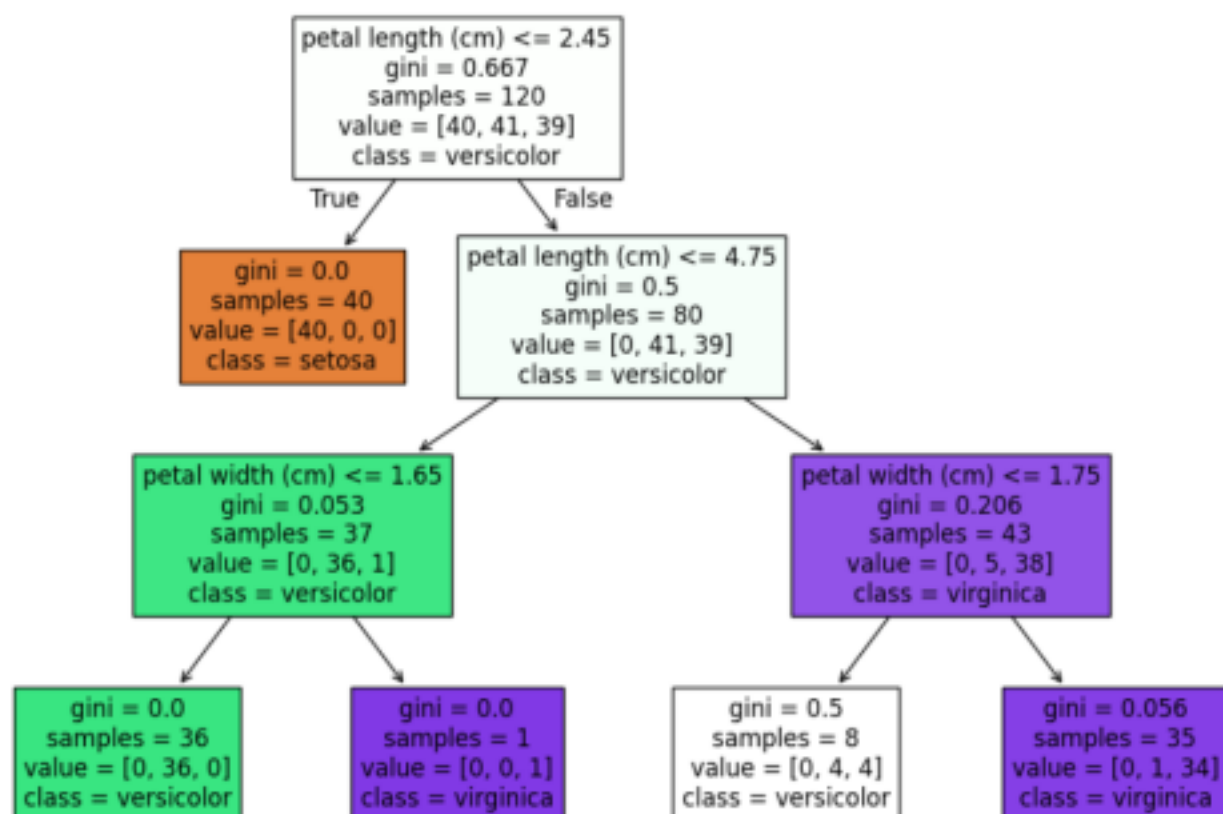 petal length (cm) <= 2.45
gini = 0.667
samples = 120
value = [40, 41, 39]
class = versicolor
True
False
gini = 0.0
samples = 40
value = [40, 0, 0]
class = setosa
petal length (cm) <= 4.75
gini = 0.5
samples = 80
value = [0, 41, 39]
class = versicolor
petal width (cm) <= 1.65
gini = 0.053
samples = 37
value = [0, 36, 1]
class = versicolor
petal width (cm) <= 1.75
gini = 0.206
samples = 43
value = [0, 5, 38]
class = virginica
gini = 0.0
samples = 36
value = [0, 36, 0]
class = versicolor
gini = 0.0
samples = 1
value = [0, 0, 1]
class = virginica
gini = 0.5
samples = 8
value = [0, 4, 4]
class = versicolor
gini = 0.056
samples = 35
value = [0, 1, 34]
class = virginica